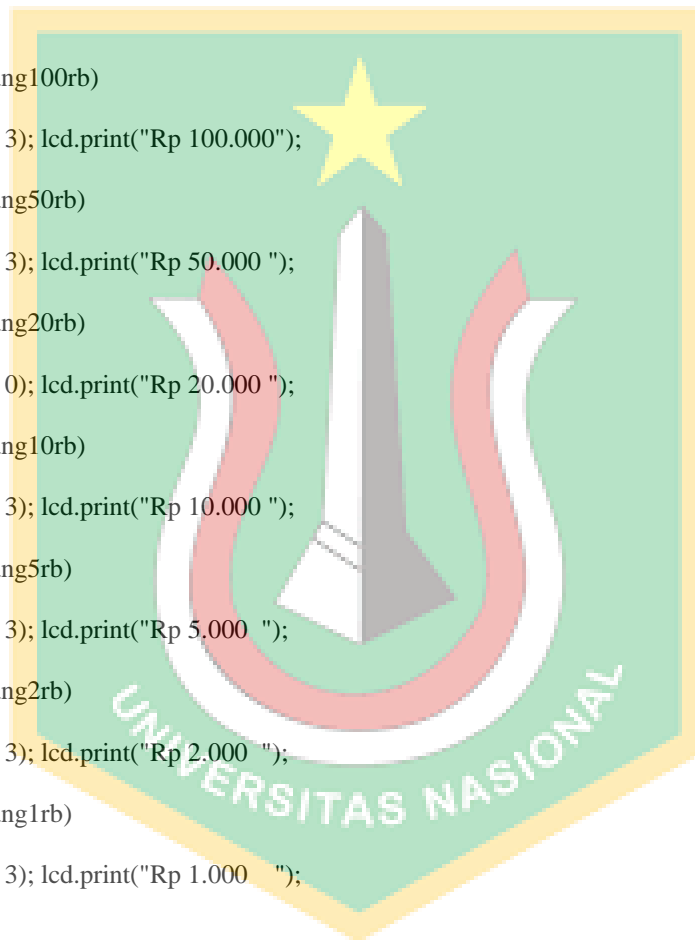 ng100rb)
3); lcd.print("Rp 100.000");
ng50rb)
3); lcd.print("Rp 50.000 ");
ng20rb)
0); lcd.print("Rp 20.000 ");
ng10rb)
3); lcd.print("Rp 10.000 ");
ng5rb)
3); lcd.print("Rp 5.000  ");
ng2rb)
3); lcd.print("Rp 2.000  ");
ng1rb)
3); lcd.print("Rp 1.000    ");
UNIVERSITAS NASIONAL